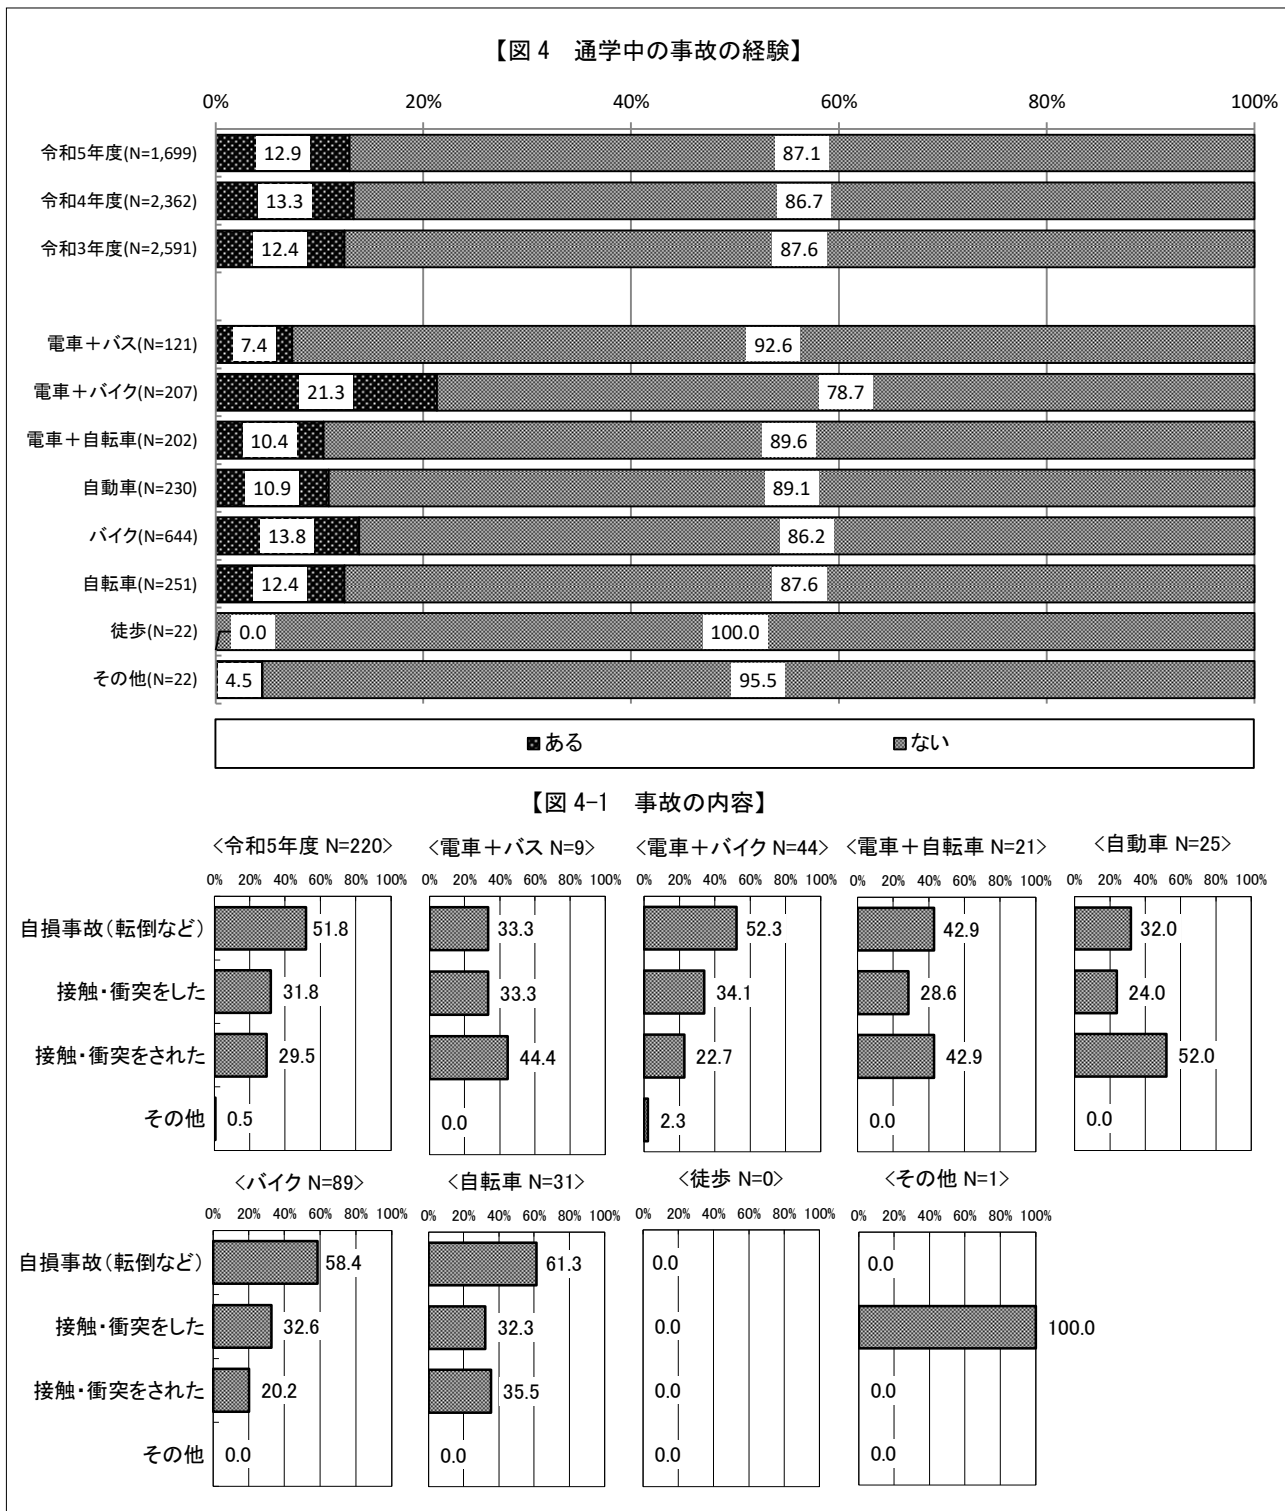 【図 4　通学中の事故の経験】
0% 20% 40% 60% 80% 100%
令和5年度(N=1,699) 12.9 87.1
令和4年度(N=2,362) 13.3 86.7
令和3年度(N=2,591) 12.4 87.6
電車＋バス(N=121) 7.4 92.6
電車＋バイク(N=207) 21.3 78.7
電車＋自転車(N=202) 10.4 89.6
自動車(N=230) 10.9 89.1
バイク(N=644) 13.8 86.2
自転車(N=251) 12.4 87.6
徒歩(N=22) 0.0 100.0
その他(N=22) 4.5 95.5
ある ない
【図 4-1　事故の内容】
<令和5年度 N=220> <電車＋バス N=9> <電車＋バイク N=44> <電車＋自転車 N=21> <自動車 N=25>
0% 20% 40% 60% 80% 100% 0% 20% 40% 60% 80% 100% 0% 20% 40% 60% 80% 100% 0% 20% 40% 60% 80% 100% 0% 20% 40% 60% 80% 100%
自損事故（転倒など） 51.8 33.3 52.3 42.9 32.0
接触・衝突をした 31.8 33.3 34.1 28.6 24.0
接触・衝突をされた 29.5 44.4 22.7 42.9 52.0
その他 0.5 0.0 2.3 0.0 0.0
<バイク N=89> <自転車 N=31> <徒歩 N=0> <その他 N=1>
0% 20% 40% 60% 80% 100% 0% 20% 40% 60% 80% 100% 0% 20% 40% 60% 80% 100% 0% 20% 40% 60% 80% 100%
自損事故（転倒など） 58.4 61.3 0.0 0.0
接触・衝突をした 32.6 32.3 0.0 100.0
接触・衝突をされた 20.2 35.5 0.0 0.0
その他 0.0 0.0 0.0 0.0